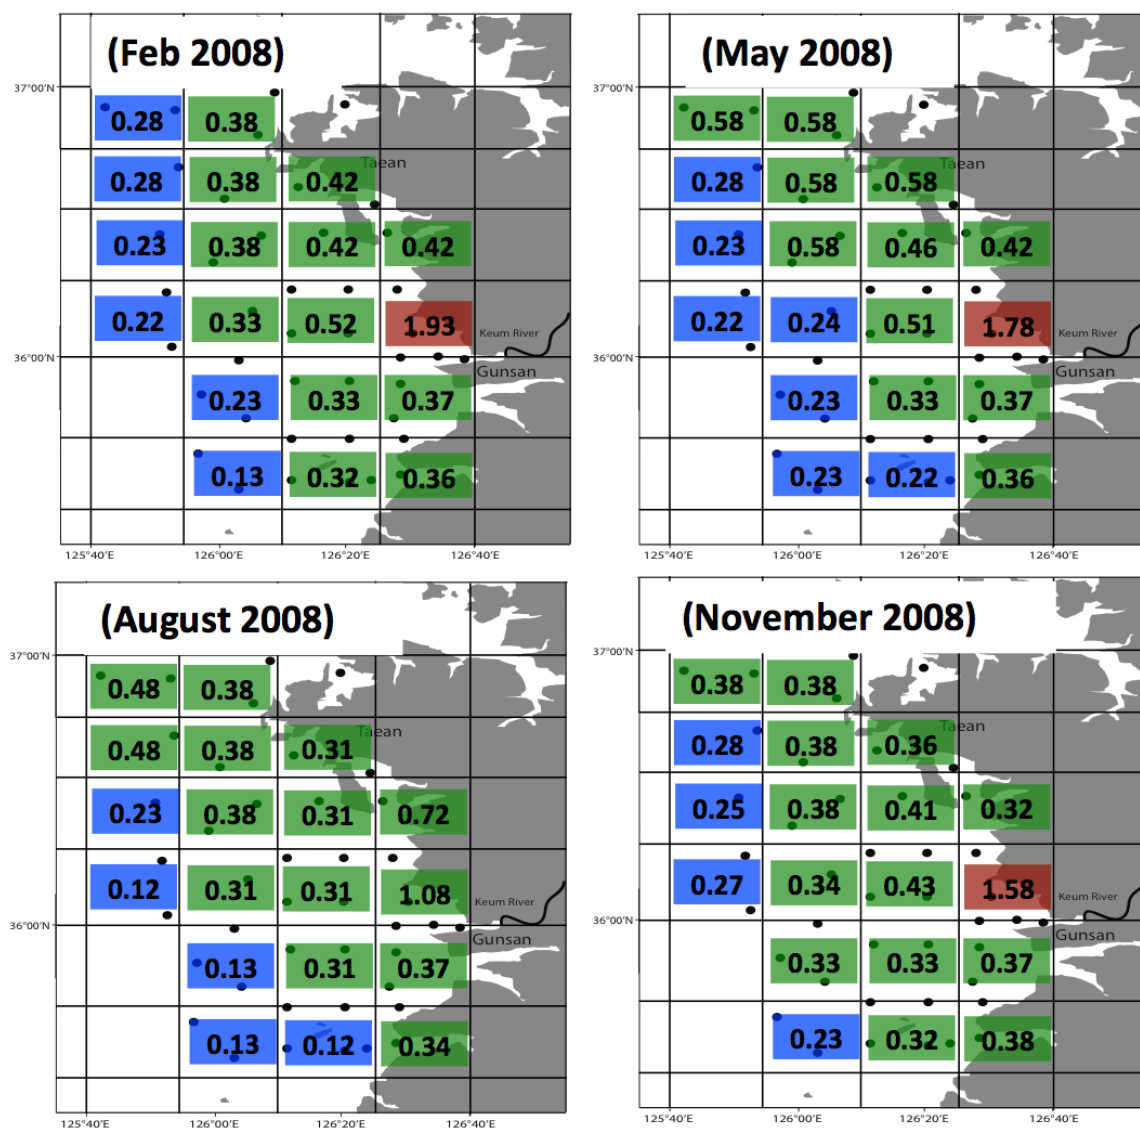 (Feb 2008)
37°00'N
0.28 0.38
Taean
0.28 0.38 0.42
0.23 0.38 0.42 0.42
0.22 0.33 0.52 1.93
Keum River
36°00'N
Gunsan
0.23 0.33 0.37
0.13 0.32 0.36
125°40'E 126°00'E 126°20'E 126°40'E
(May 2008)
37°00'N
0.58 0.58
Taean
0.28 0.58 0.58
0.23 0.58 0.46 0.42
0.22 0.24 0.51 1.78
Keum River
36°00'N
Gunsan
0.23 0.33 0.37
0.23 0.22 0.36
125°40'E 126°00'E 126°20'E 126°40'E
(August 2008)
37°00'N
0.48 0.38
Taean
0.48 0.38 0.31
0.23 0.38 0.31 0.72
0.12 0.31 0.31 1.08
Keum River
36°00'N
Gunsan
0.13 0.31 0.37
0.13 0.12 0.34
125°40'E 126°00'E 126°20'E 126°40'E
(November 2008)
37°00'N
0.38 0.38
Taean
0.28 0.38 0.36
0.25 0.38 0.41 0.32
0.27 0.34 0.43 1.58
Keum River
36°00'N
Gunsan
0.33 0.33 0.37
0.23 0.32 0.38
125°40'E 126°00'E 126°20'E 126°40'E